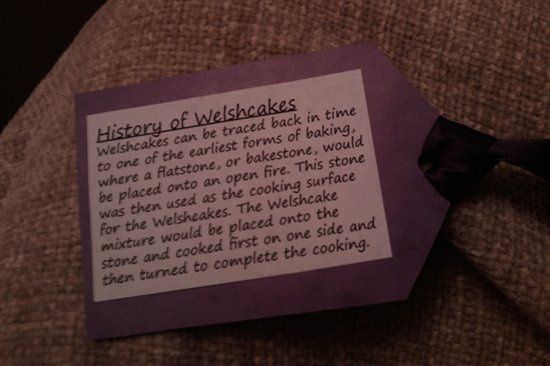 History of Welshcakes
Welshcakes can be traced back in time
to one of the earliest forms of baking,
where a flatstone, or bakestone, would
be placed onto an open fire. This stone
was then used as the cooking surface
for the Welshcakes. The Welshcake
mixture would be placed onto the
stone and cooked first on one side and
then turned to complete the cooking.